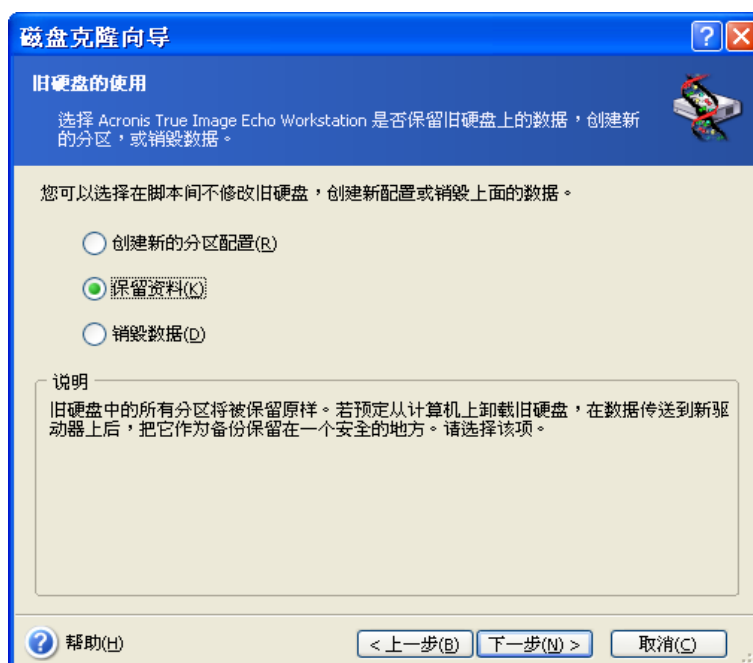 磁盘克隆向导
旧硬盘的使用
选择 Acronis True Image Echo Workstation 是否保留旧硬盘上的数据，创建新
的分区，或销毁数据。
您可以选择在脚本间不修改旧硬盘，创建新配置或销毁上面的数据。
创建新的分区配置(R)
保留资料(K)
销毁数据(D)
说明
旧硬盘中的所有分区将被保留原样。若预定从计算机上卸载旧硬盘，在数据传送到新驱
动器上后，把它作为备份保留在一个安全的地方。请选择该项。
帮助(H)
< 上一步(B)
下一步(N) >
取消(C)